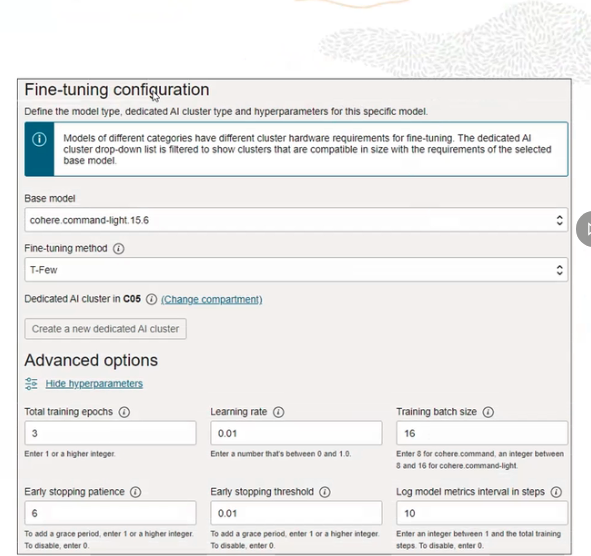 Fine-tuning configuration
Define the model type, dedicated AI cluster type and hyperparameters for this specific model.
Models of different categories have different cluster hardware requirements for fine-tuning. The dedicated AI
cluster drop-down list is filtered to show clusters that are compatible in size with the requirements of the selected
base model.
Base model
cohere.command-light.15.6
Fine-tuning method
T-Few
Dedicated AI cluster in C05 (Change compartment)
Create a new dedicated AI cluster
Advanced options
Hide hyperparameters
Total training epochs Learning rate Training batch size
3 0.01 16
Enter 1 or a higher integer. Enter a number that's between 0 and 1.0. Enter 8 for cohere.command, an integer between
8 and 16 for cohere.command-light.
Early stopping patience Early stopping threshold Log model metrics interval in steps
6 0.01 10
To add a grace period, enter 1 or a higher integer. To add a grace period, enter 1 or a higher integer. Enter an integer between 1 and the total training
To disable, enter 0. To disable, enter 0. steps. To disable, enter 0.